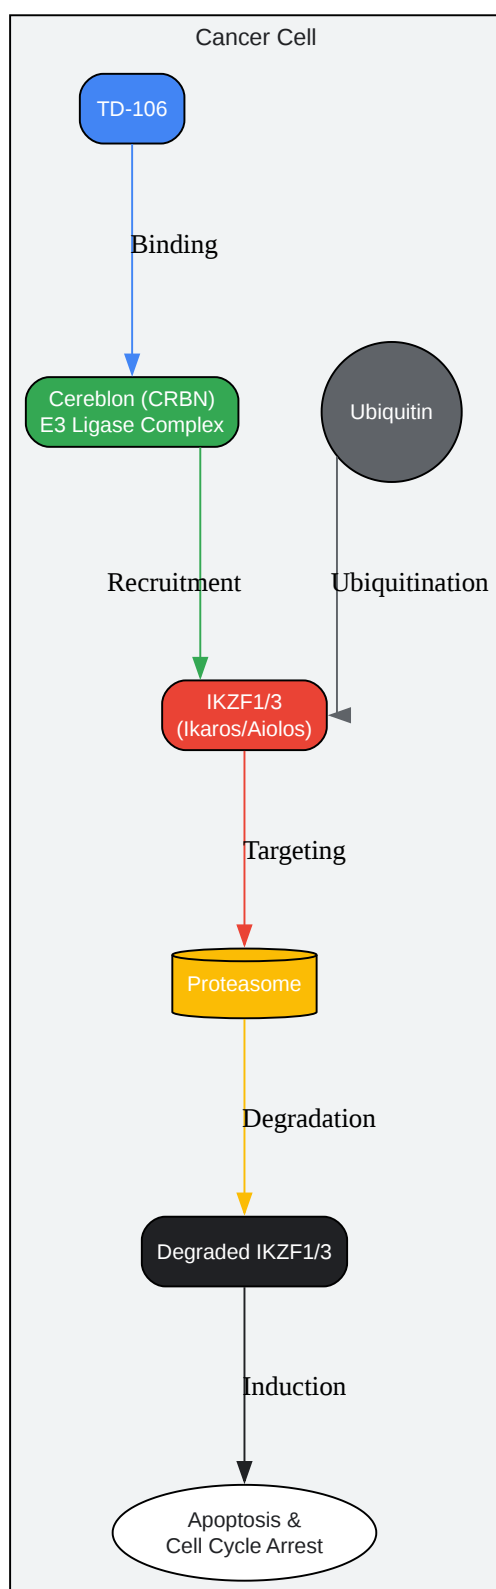 Cancer Cell
TD-106
Binding
Cereblon (CRBN)
E3 Ligase Complex
Ubiquitin
Recruitment
Ubiquitination
IKZF1/3
(Ikaros/Aiolos)
Targeting
Proteasome
Degradation
Degraded IKZF1/3
Induction
Apoptosis &
Cell Cycle Arrest